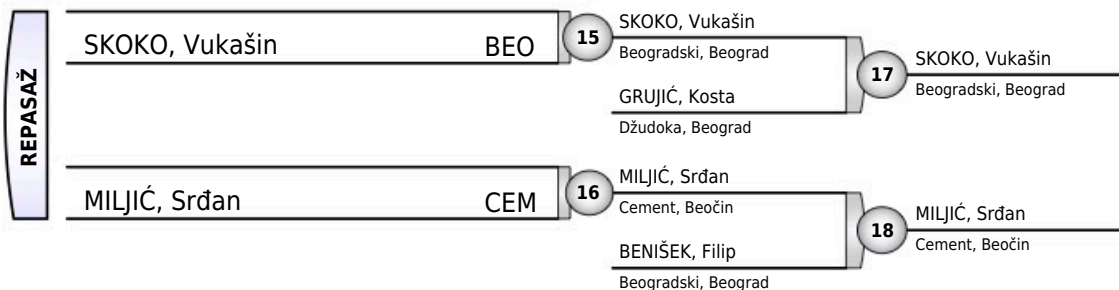 REPASAŽ
SKOKO, Vukašin BEO
15
SKOKO, Vukašin
Beogradski, Beograd
GRUJIĆ, Kosta
Džudoka, Beograd
17
SKOKO, Vukašin
Beogradski, Beograd
MILJIĆ, Srđan CEM
16
MILJIĆ, Srđan
Cement, Beočin
BENIŠEK, Filip
Beogradski, Beograd
18
MILJIĆ, Srđan
Cement, Beočin